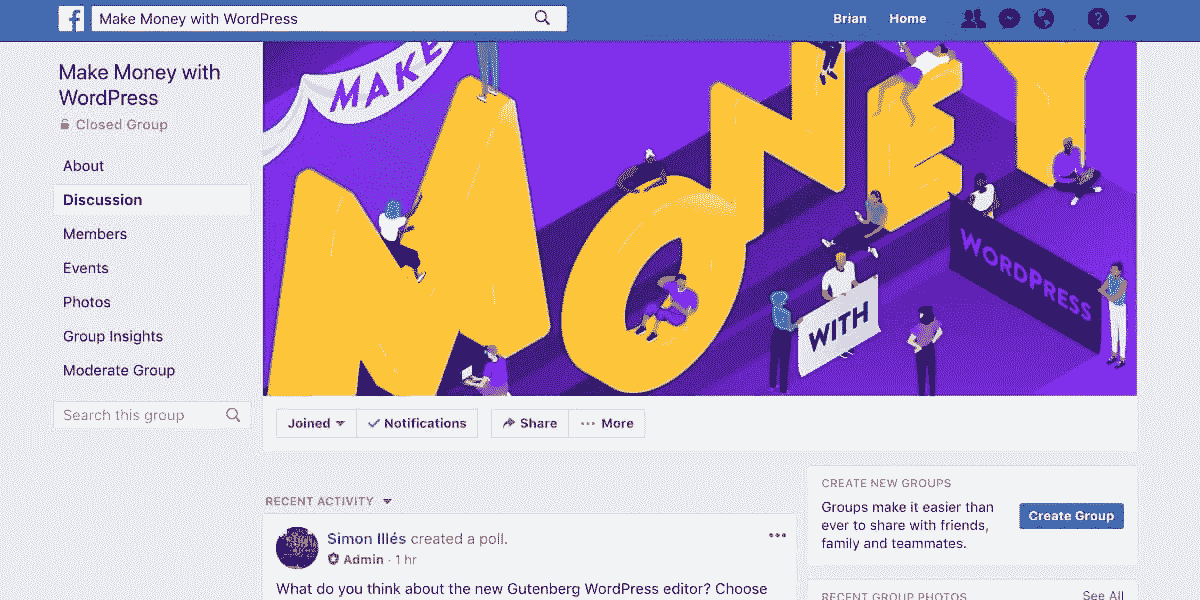 f
Make Money with WordPress
Brian
Home
?
Make Money with
WordPress
Closed Group
About
Discussion
Members
Events
Photos
Group Insights
Moderate Group
Search this group
MAKE
MONEY
WITH
WORDPRESS
Joined
Notifications
Share
··· More
RECENT ACTIVITY
Simon Illés created a poll.
Admin · 1 hr
What do you think about the new Gutenberg WordPress editor? Choose
CREATE NEW GROUPS
Groups make it easier than
ever to share with friends,
family and teammates.
Create Group
RECENT GROUP PHOTOS
See All